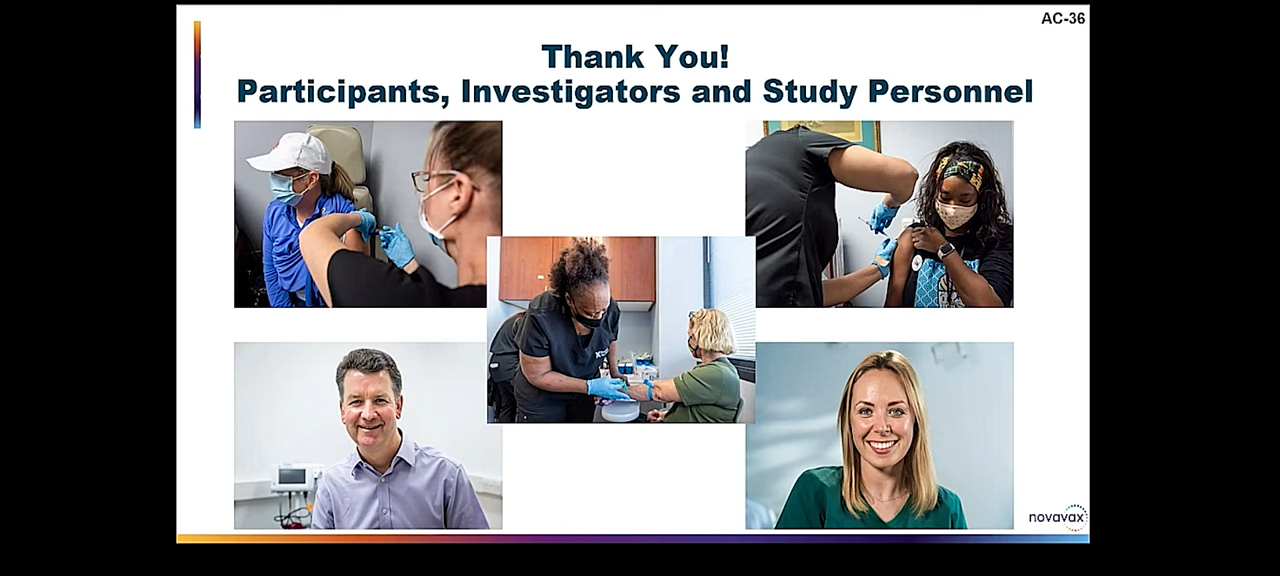 AC-36
Thank You!
Participants, Investigators and Study Personnel
novavax